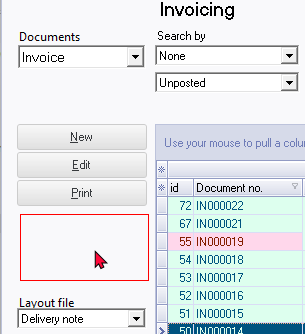 Invoicing
Documents
Invoice
Search by
None
Unposted
New
Edit
Print
Layout file
Delivery note
Use your mouse to pull a colu
id Document no.
72 IN000022
67 IN000021
55 IN000019
54 IN000018
53 IN000017
52 IN000016
51 IN000015
50 IN000014